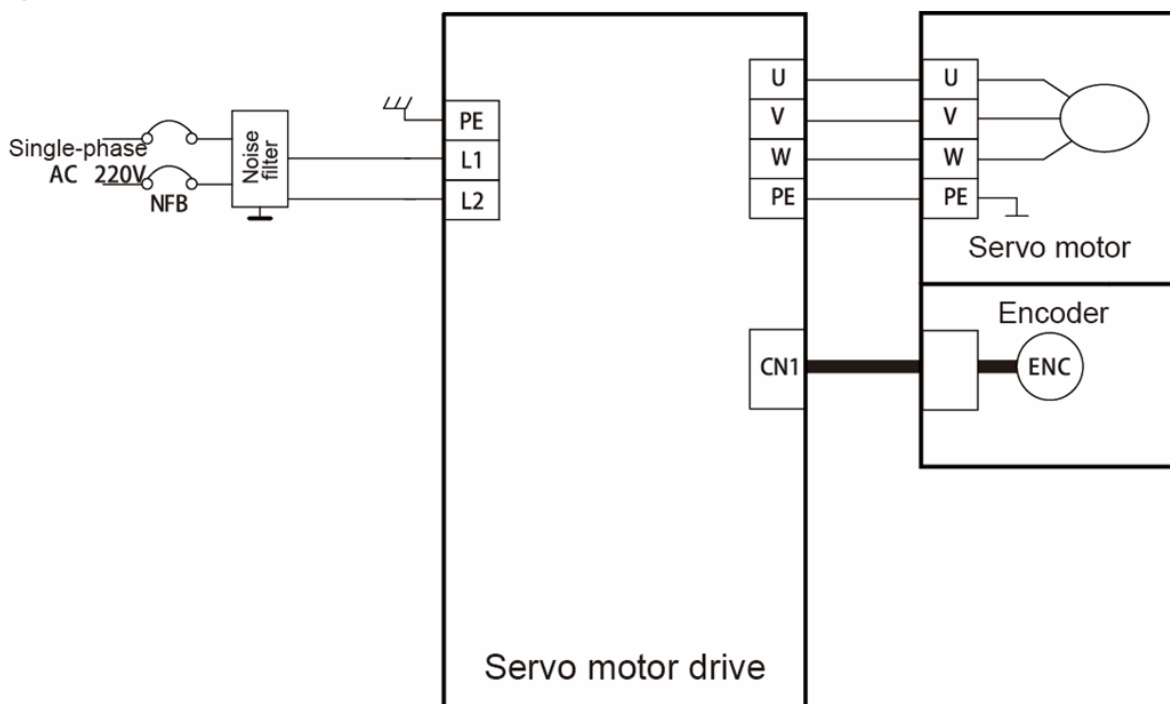 Single-phase
AC 220V
NFB
Noise
filter
PE
L1
L2
U
V
W
PE
CN1
Servo motor drive
U
V
W
PE
Servo motor
Encoder
ENC